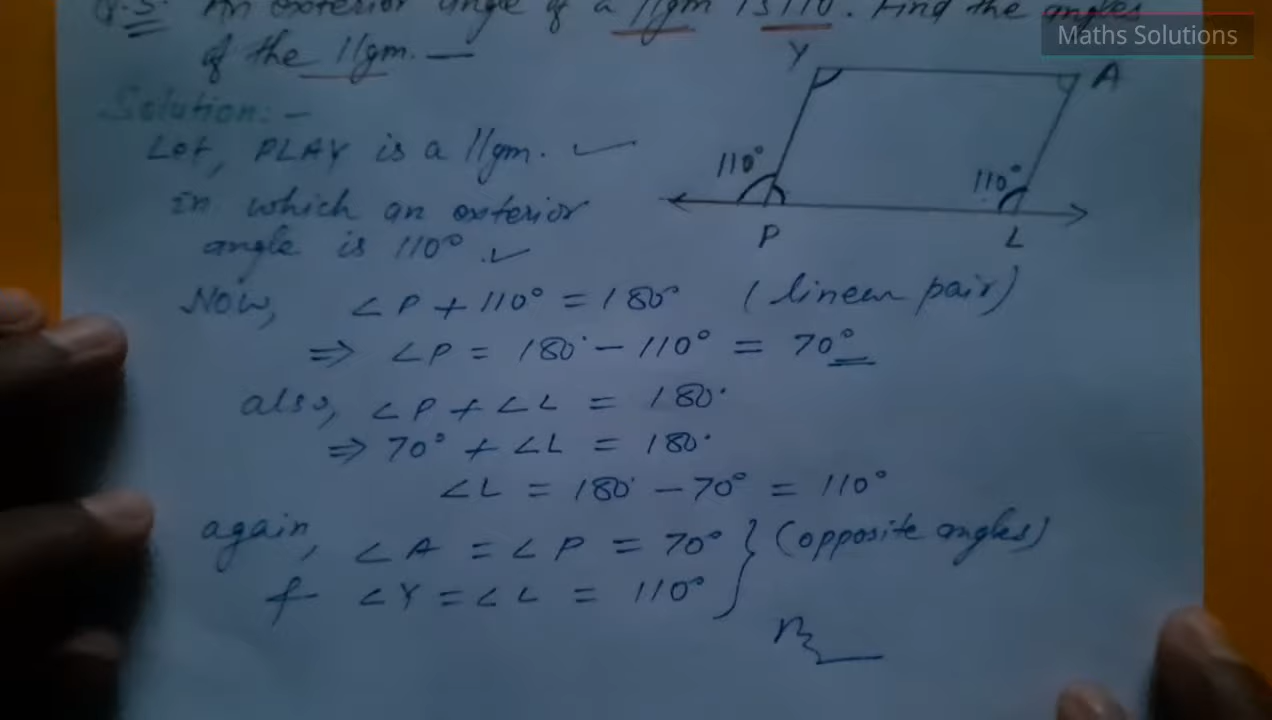 Q.5. An exterior angle of a ||gm is 110°. Find the angles
of the ||gm. —
Maths Solutions
Solution:-
Let, PLAY is a ||gm.
in which an exterior
angle is 110°
Y
A
110°
110°
P
L
Now, ∠P + 110° = 180° (linear pair)
⇒ ∠P = 180° - 110° = 70°
also, ∠P + ∠L = 180°
⇒ 70° + ∠L = 180°
∠L = 180° - 70° = 110°
again, ∠A = ∠P = 70° } (opposite angles)
f ∠Y = ∠L = 110°